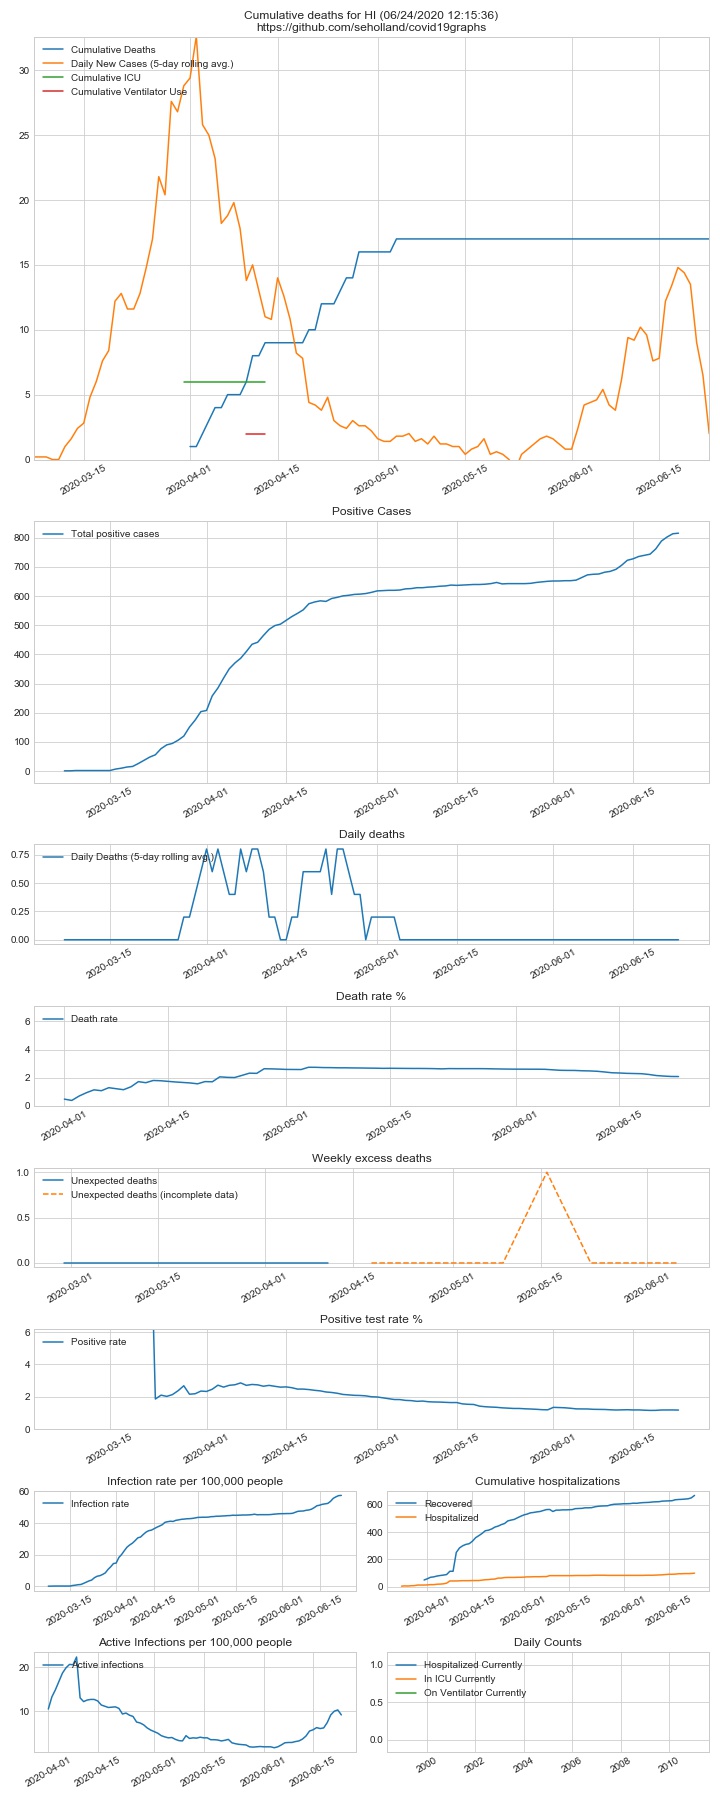 Cumulative deaths for HI (06/24/2020 12:15:36)
https://github.com/seholland/covid19graphs
Cumulative Deaths
Daily New Cases (5-day rolling avg.)
Cumulative ICU
Cumulative Ventilator Use
30
25
20
15
10
5
0
2020-03-15 2020-04-01 2020-04-15 2020-05-01 2020-05-15 2020-06-01 2020-06-15
Positive Cases
Total positive cases
800
700
600
500
400
300
200
100
0
2020-03-15 2020-04-01 2020-04-15 2020-05-01 2020-05-15 2020-06-01 2020-06-15
Daily deaths
Daily Deaths (5-day rolling avg.)
0.75
0.50
0.25
0.00
2020-03-15 2020-04-01 2020-04-15 2020-05-01 2020-05-15 2020-06-01 2020-06-15
Death rate %
Death rate
6
4
2
0
2020-04-01 2020-04-15 2020-05-01 2020-05-15 2020-06-01 2020-06-15
Weekly excess deaths
Unexpected deaths
Unexpected deaths (incomplete data)
1.0
0.5
0.0
2020-03-01 2020-03-15 2020-04-01 2020-04-15 2020-05-01 2020-05-15 2020-06-01
Positive test rate %
Positive rate
6
4
2
0
2020-03-15 2020-04-01 2020-04-15 2020-05-01 2020-05-15 2020-06-01 2020-06-15
Infection rate per 100,000 people
Infection rate
60
40
20
0
2020-03-15 2020-04-01 2020-04-15 2020-05-01 2020-05-15 2020-06-01 2020-06-15
Cumulative hospitalizations
Recovered
Hospitalized
600
400
200
0
2020-04-01 2020-04-15 2020-05-01 2020-05-15 2020-06-01 2020-06-15
Active Infections per 100,000 people
Active infections
20
10
2020-04-01 2020-04-15 2020-05-01 2020-05-15 2020-06-01 2020-06-15
Daily Counts
Hospitalized Currently
In ICU Currently
On Ventilator Currently
1.0
0.5
0.0
2000 2002 2004 2006 2008 2010